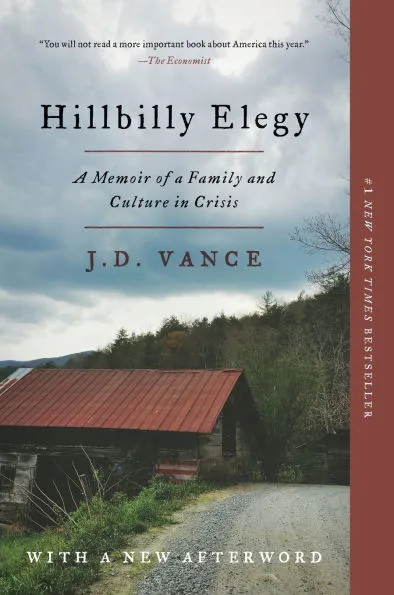 “You will not read a more important book about America this year.”
—The Economist
Hillbilly Elegy
A Memoir of a Family and
Culture in Crisis
J.D. VANCE
#1 NEW YORK TIMES BESTSELLER
WITH A NEW AFTERWORD